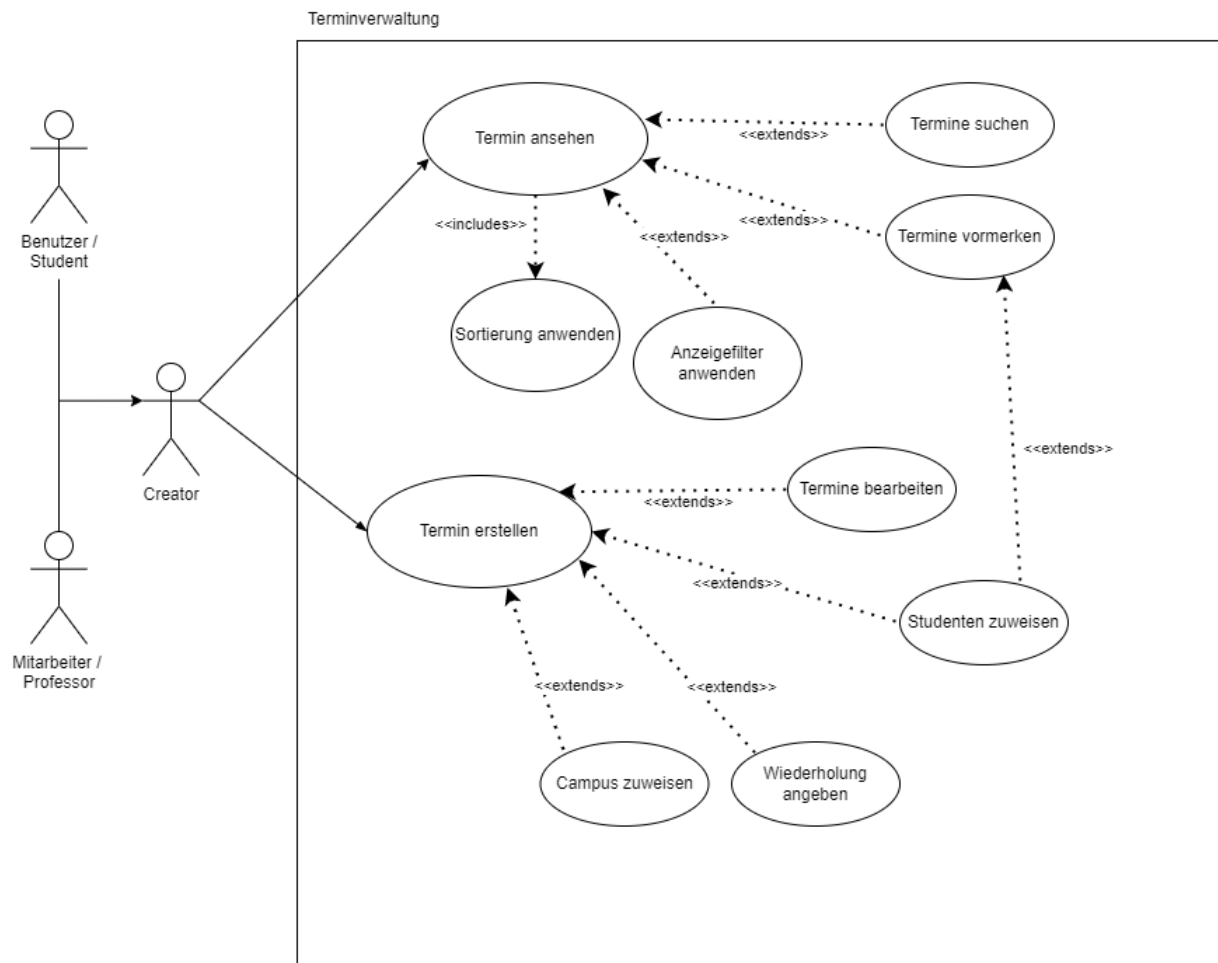 Terminverwaltung
Termin ansehen
Termine suchen
<<extends>>
Benutzer /
Student
<<includes>>
<<extends>>
<<extends>>
Termine vormerken
Sortierung anwenden
Anzeigefilter
anwenden
Creator
<<extends>>
Termine bearbeiten
<<extends>>
Termin erstellen
<<extends>>
Studenten zuweisen
Mitarbeiter /
Professor
<<extends>>
<<extends>>
Campus zuweisen
Wiederholung
angeben